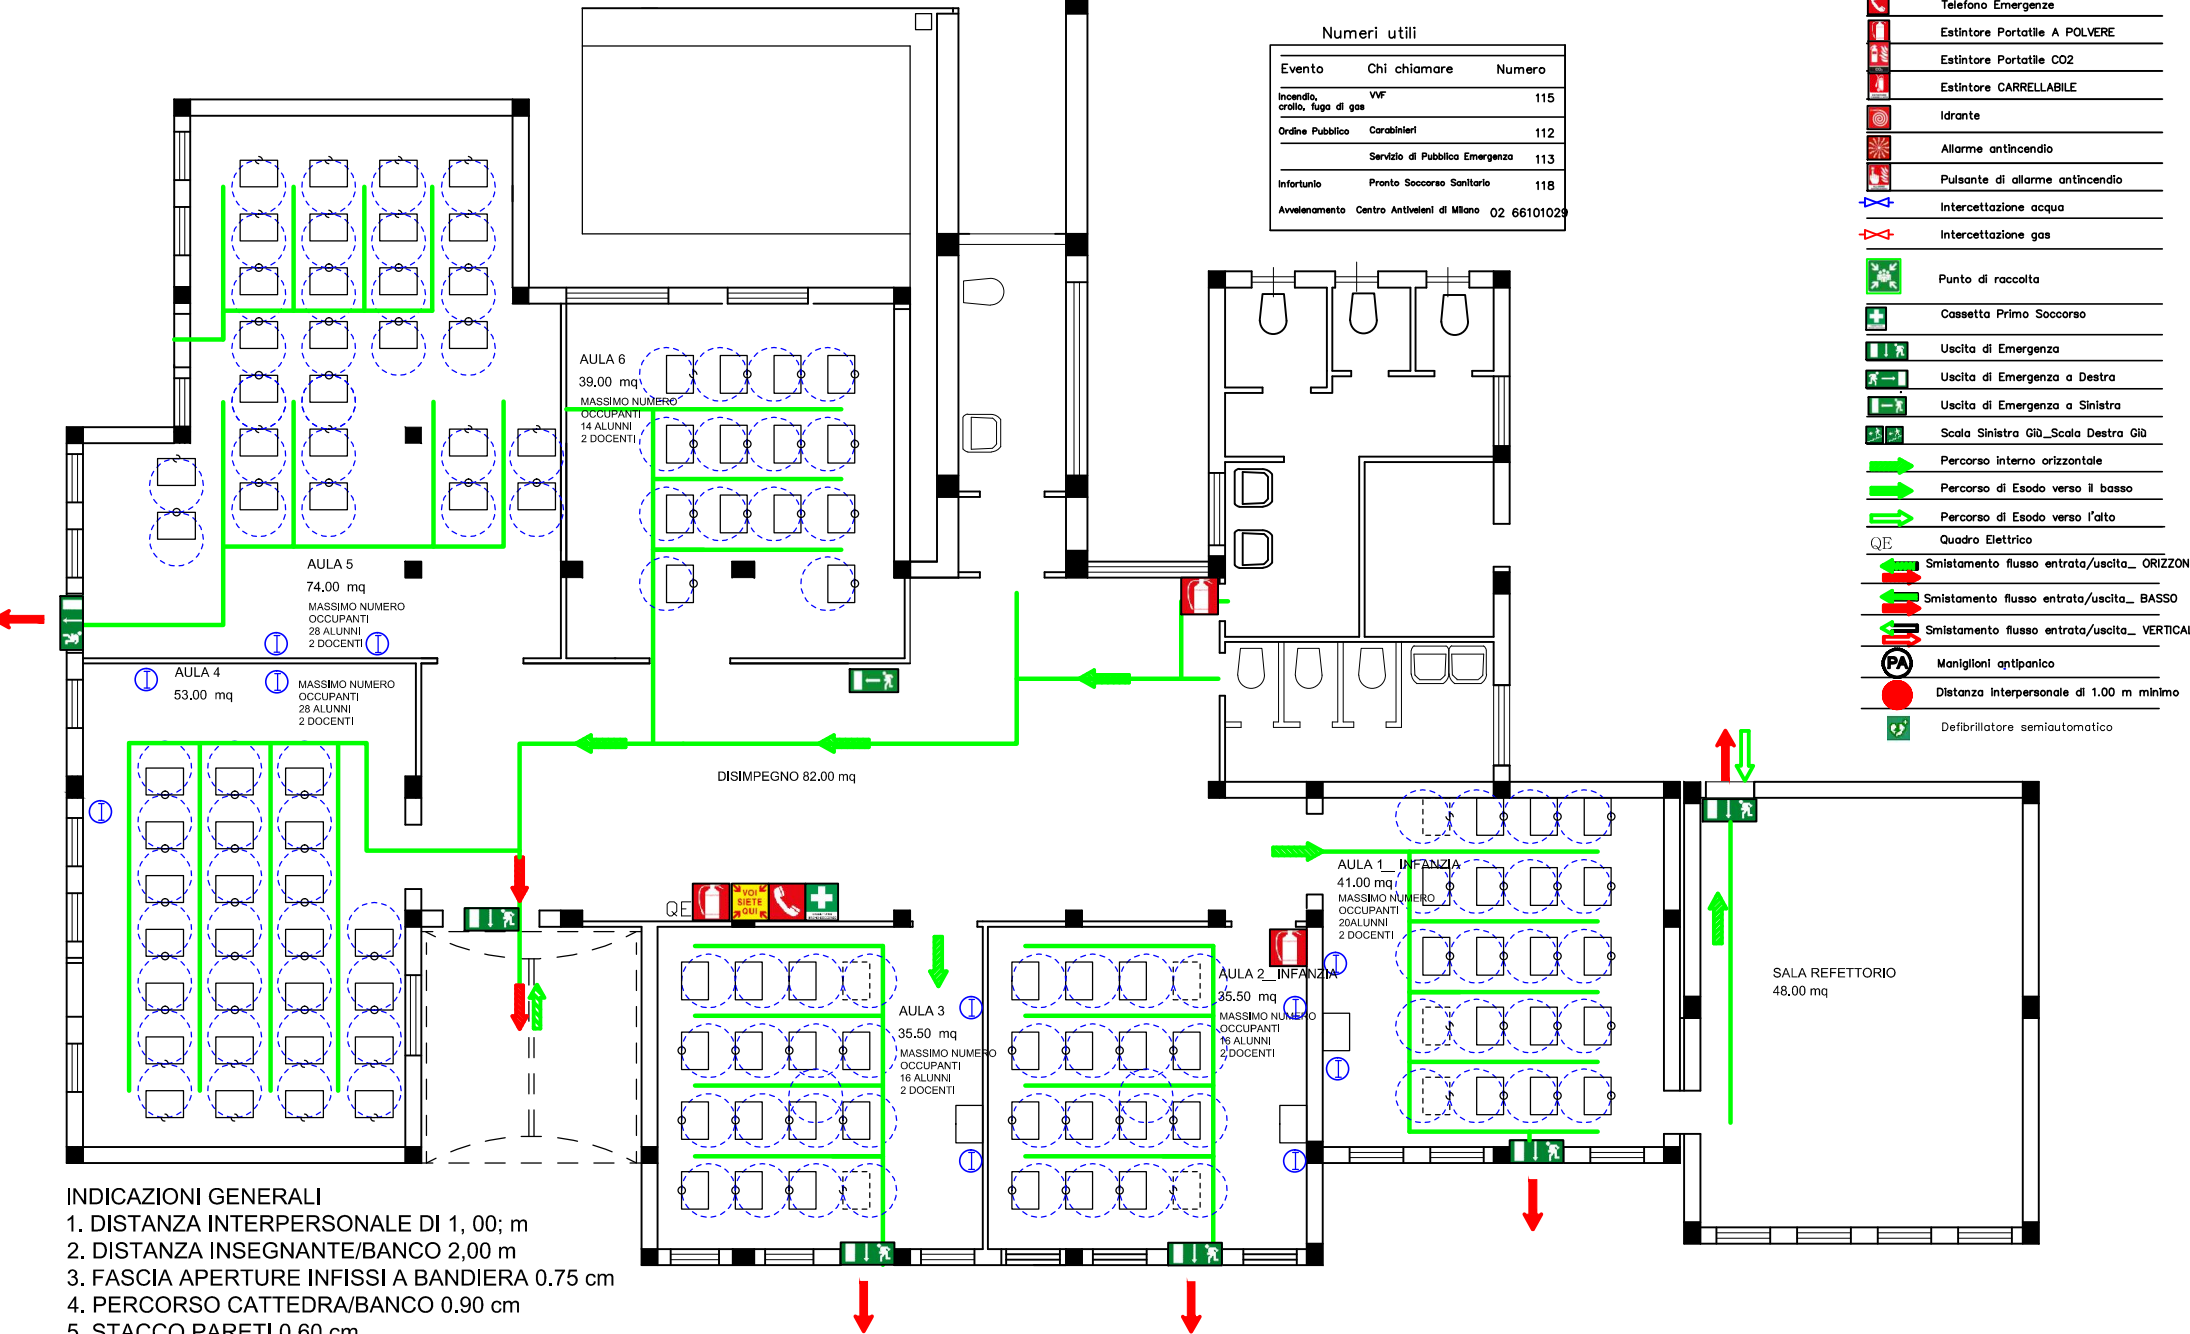 Numeri utili
Evento Chi chiamare Numero
Incendio, crollo, fuga di gas VVF 115
Ordine Pubblico Carabinieri 112
Servizio di Pubblica Emergenza 113
Infortunio Pronto Soccorso Sanitario 118
Avvelenamento Centro Antiveleni di Milano 02 66101029
Telefono Emergenze
Estintore Portatile A POLVERE
Estintore Portatile CO2
Estintore CARRELLABILE
Idrante
Allarme antincendio
Pulsante di allarme antincendio
Intercettazione acqua
Intercettazione gas
Punto di raccolta
Cassetta Primo Soccorso
Uscita di Emergenza
Uscita di Emergenza a Destra
Uscita di Emergenza a Sinistra
Scala Sinistra Giù_Scala Destra Giù
Percorso interno orizzontale
Percorso di Esodo verso il basso
Percorso di Esodo verso l'alto
QE Quadro Elettrico
Smistamento flusso entrata/uscita_ ORIZZON
Smistamento flusso entrata/uscita_ BASSO
Smistamento flusso entrata/uscita_ VERTICAL
PA Maniglioni antipanico
Distanza interpersonale di 1.00 m minimo
Defibrillatore semiautomatico
AULA 6
39.00 mq
MASSIMO NUMERO
OCCUPANTI
14 ALUNNI
2 DOCENTI
AULA 5
74.00 mq
MASSIMO NUMERO
OCCUPANTI
28 ALUNNI
2 DOCENTI
AULA 4
53.00 mq
MASSIMO NUMERO
OCCUPANTI
28 ALUNNI
2 DOCENTI
DISIMPEGNO 82.00 mq
QE
VOI
SIETE
QUI
AULA 1_ INFANZIA
41.00 mq
MASSIMO NUMERO
OCCUPANTI
20ALUNNI
2 DOCENTI
AULA 2_INFANZIA
35.50 mq
MASSIMO NUMERO
OCCUPANTI
16 ALUNNI
2 DOCENTI
AULA 3
35.50 mq
MASSIMO NUMERO
OCCUPANTI
16 ALUNNI
2 DOCENTI
SALA REFETTORIO
48.00 mq
INDICAZIONI GENERALI
1. DISTANZA INTERPERSONALE DI 1, 00; m
2. DISTANZA INSEGNANTE/BANCO 2,00 m
3. FASCIA APERTURE INFISSI A BANDIERA 0.75 cm
4. PERCORSO CATTEDRA/BANCO 0.90 cm
5. STACCO PARETI 0.60 cm